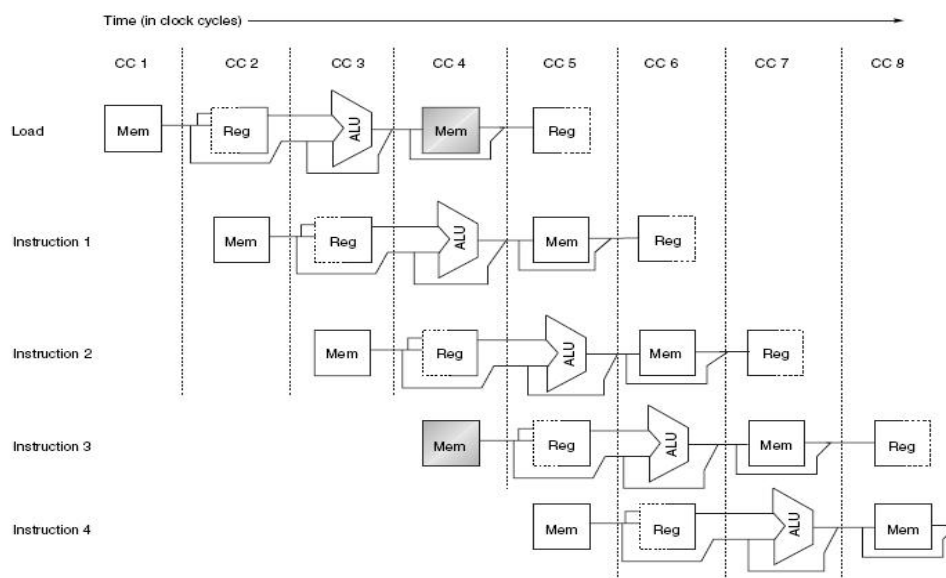 Time (in clock cycles)
CC 1 CC 2 CC 3 CC 4 CC 5 CC 6 CC 7 CC 8
Load Mem Reg ALU Mem Reg
Instruction 1 Mem Reg ALU Mem Reg
Instruction 2 Mem Reg ALU Mem Reg
Instruction 3 Mem Reg ALU Mem Reg
Instruction 4 Mem Reg ALU Mem